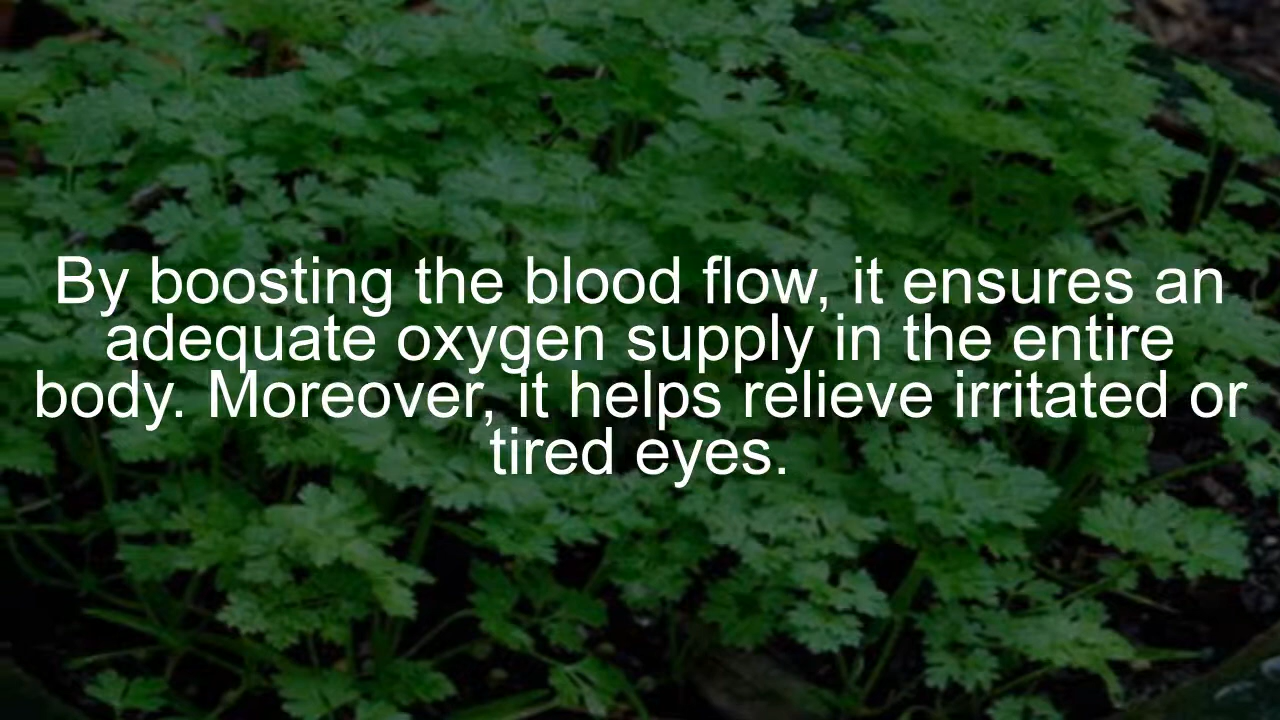 By boosting the blood flow, it ensures an
adequate oxygen supply in the entire
body. Moreover, it helps relieve irritated or
tired eyes.